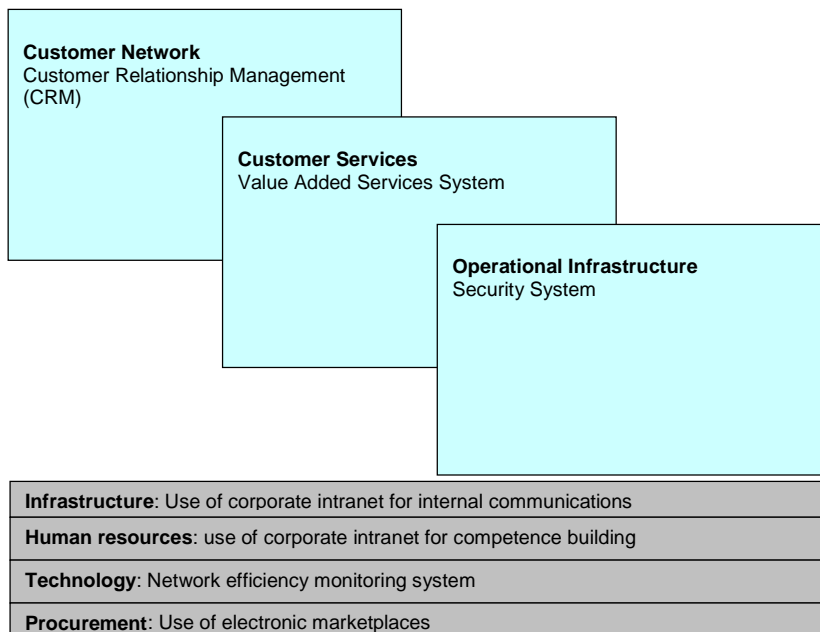 Customer Network
Customer Relationship Management
(CRM)
Customer Services
Value Added Services System
Operational Infrastructure
Security System
Infrastructure: Use of corporate intranet for internal communications
Human resources: use of corporate intranet for competence building
Technology: Network efficiency monitoring system
Procurement: Use of electronic marketplaces